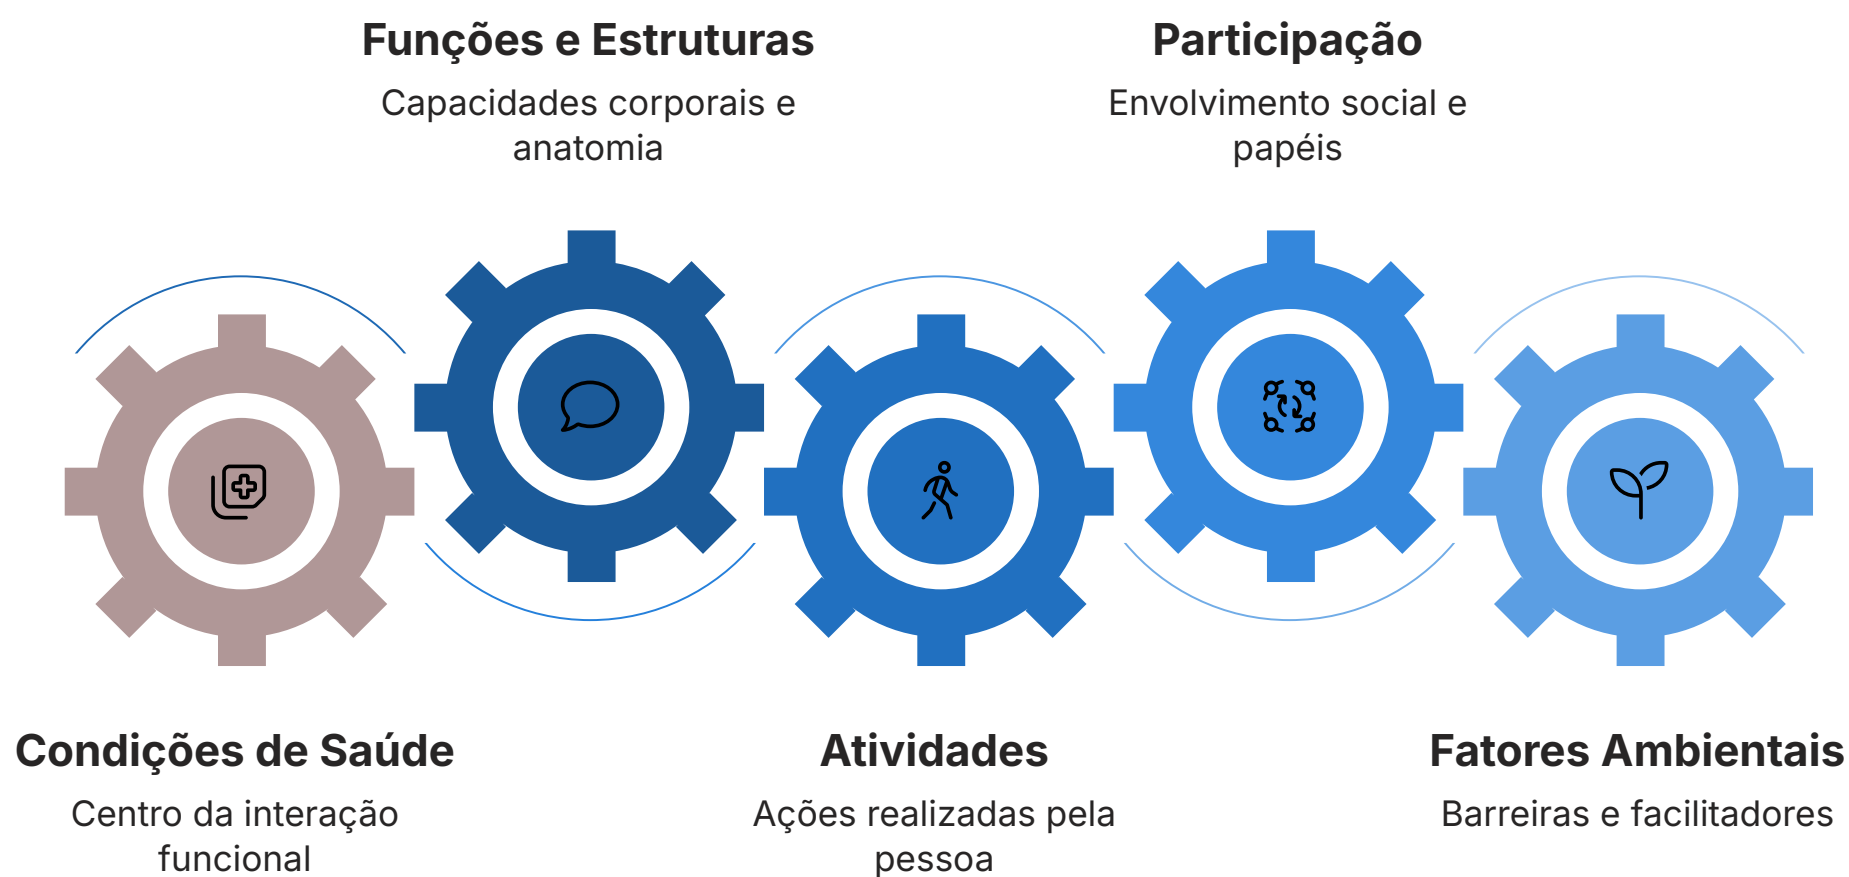 Funções e Estruturas
Capacidades corporais e
anatomia
Participação
Envolvimento social e
papéis
Condições de Saúde
Centro da interação
funcional
Atividades
Ações realizadas pela
pessoa
Fatores Ambientais
Barreiras e facilitadores